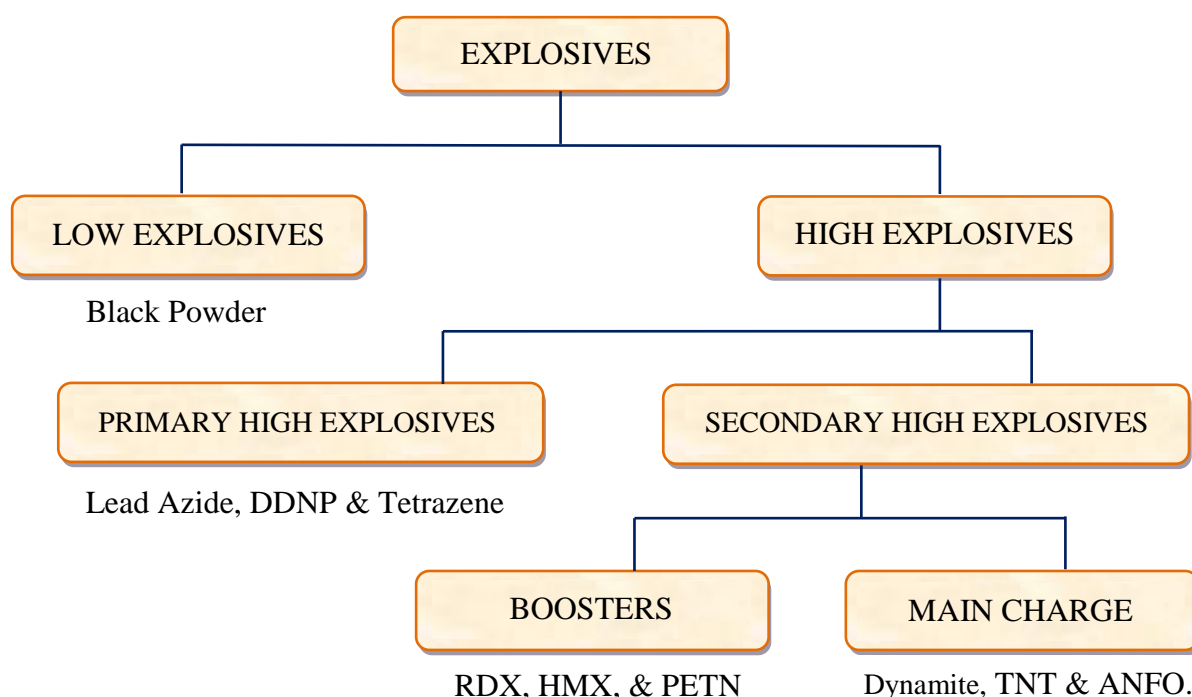 EXPLOSIVES
LOW EXPLOSIVES
HIGH EXPLOSIVES
Black Powder
PRIMARY HIGH EXPLOSIVES
SECONDARY HIGH EXPLOSIVES
Lead Azide, DDNP & Tetrazene
BOOSTERS
MAIN CHARGE
RDX, HMX, & PETN
Dynamite, TNT & ANFO.